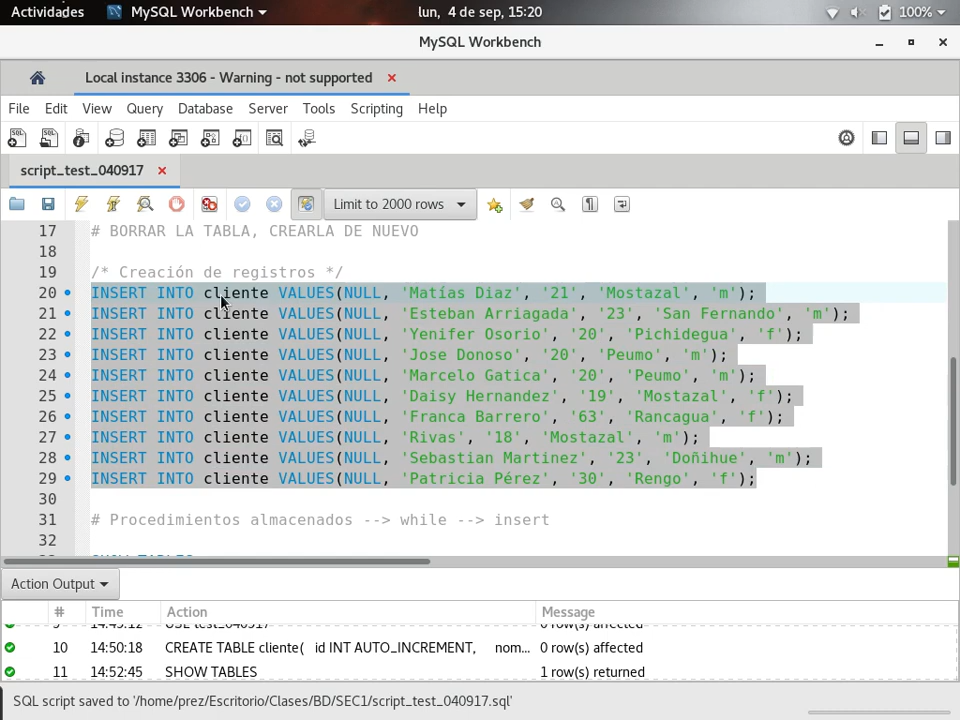 Actividades MySQL Workbench lun, 4 de sep, 15:20 100%
MySQL Workbench
Local instance 3306 - Warning - not supported
File Edit View Query Database Server Tools Scripting Help
script_test_040917
Limit to 2000 rows
17 # BORRAR LA TABLA, CREARLA DE NUEVO
18
19 /* Creación de registros */
20 INSERT INTO cliente VALUES(NULL, 'Matías Diaz', '21', 'Mostazal', 'm');
21 INSERT INTO cliente VALUES(NULL, 'Esteban Arriagada', '23', 'San Fernando', 'm');
22 INSERT INTO cliente VALUES(NULL, 'Yenifer Osorio', '20', 'Pichidegua', 'f');
23 INSERT INTO cliente VALUES(NULL, 'Jose Donoso', '20', 'Peumo', 'm');
24 INSERT INTO cliente VALUES(NULL, 'Marcelo Gatica', '20', 'Peumo', 'm');
25 INSERT INTO cliente VALUES(NULL, 'Daisy Hernandez', '19', 'Mostazal', 'f');
26 INSERT INTO cliente VALUES(NULL, 'Franca Barrero', '63', 'Rancagua', 'f');
27 INSERT INTO cliente VALUES(NULL, 'Rivas', '18', 'Mostazal', 'm');
28 INSERT INTO cliente VALUES(NULL, 'Sebastian Martinez', '23', 'Doñihue', 'm');
29 INSERT INTO cliente VALUES(NULL, 'Patricia Pérez', '30', 'Rengo', 'f');
30
31 # Procedimientos almacenados --> while --> insert
32
Action Output
# Time Action Message
10 14:50:18 CREATE TABLE cliente( id INT AUTO_INCREMENT, nom... 0 row(s) affected
11 14:52:45 SHOW TABLES 1 row(s) returned
SQL script saved to '/home/prez/Escritorio/Clases/BD/SEC1/script_test_040917.sql'